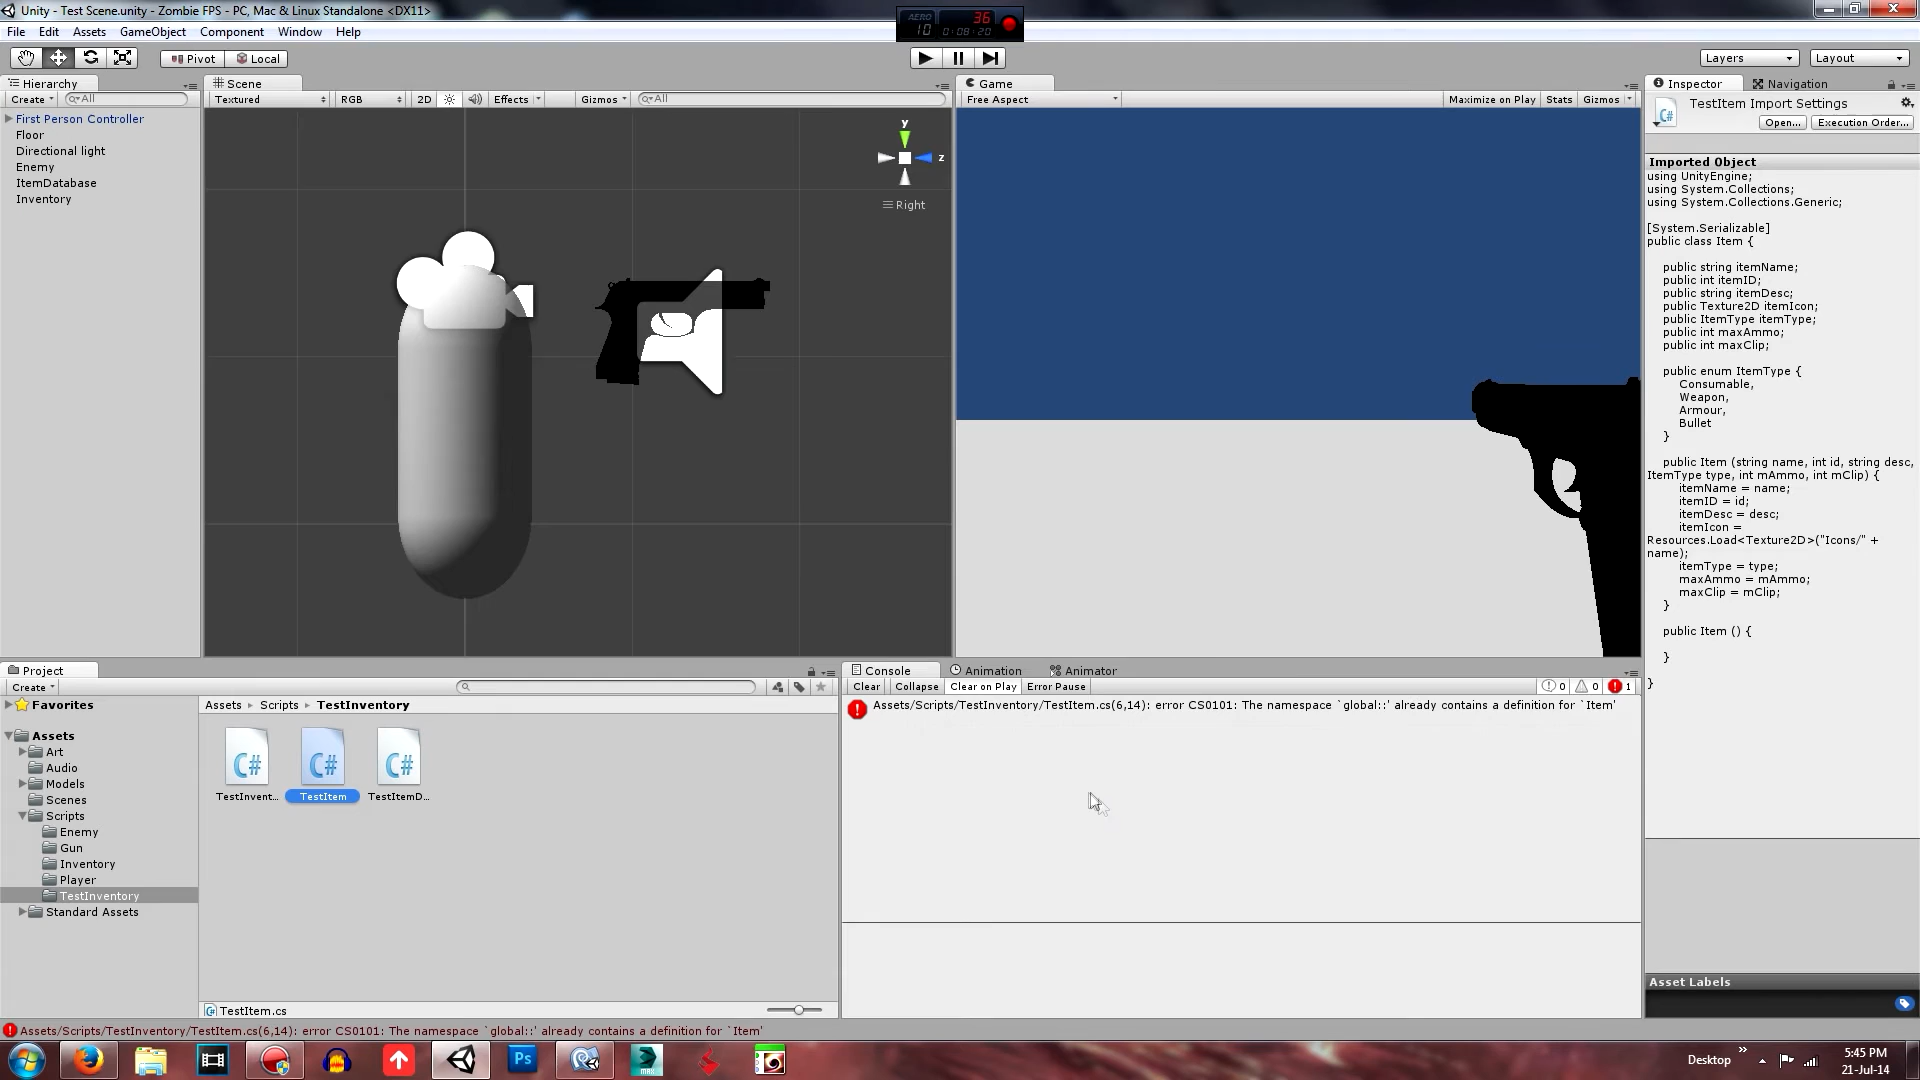 Unity - Test Scene.unity - Zombie FPS - PC, Mac & Linux Standalone <DX11>
AERO 10 36 0:08:20
File Edit Assets GameObject Component Window Help
Pivot Local
Layers Layout
Hierarchy
Create All
First Person Controller
Floor
Directional light
Enemy
ItemDatabase
Inventory
Scene
Textured RGB 2D Effects Gizmos All
y
z
Right
Game
Free Aspect Maximize on Play Stats Gizmos
Inspector Navigation
TestItem Import Settings
C#
Open... Execution Order...
Imported Object
using UnityEngine;
using System.Collections;
using System.Collections.Generic;
[System.Serializable]
public class Item {
public string itemName;
public int itemID;
public string itemDesc;
public Texture2D itemIcon;
public ItemType itemType;
public int maxAmmo;
public int maxClip;
public enum ItemType {
Consumable,
Weapon,
Armour,
Bullet
}
public Item (string name, int id, string desc,
ItemType type, int mAmmo, int mClip) {
itemName = name;
itemID = id;
itemDesc = desc;
itemIcon =
Resources.Load<Texture2D>("Icons/" +
name);
itemType = type;
maxAmmo = mAmmo;
maxClip = mClip;
}
public Item () {
}
}
Asset Labels
Project
Create
Favorites
Assets
Art
Audio
Models
Scenes
Scripts
Enemy
Gun
Inventory
Player
TestInventory
Standard Assets
Assets Scripts TestInventory
C# C# C#
TestInvent... TestItem TestItemD...
TestItem.cs
Console Animation Animator
Clear Collapse Clear on Play Error Pause 0 0 1
Assets/Scripts/TestInventory/TestItem.cs(6,14): error CS0101: The namespace `global::' already contains a definition for `Item'
Assets/Scripts/TestInventory/TestItem.cs(6,14): error CS0101: The namespace `global::' already contains a definition for `Item'
Ps
MAX
Desktop
5:45 PM
21-Jul-14